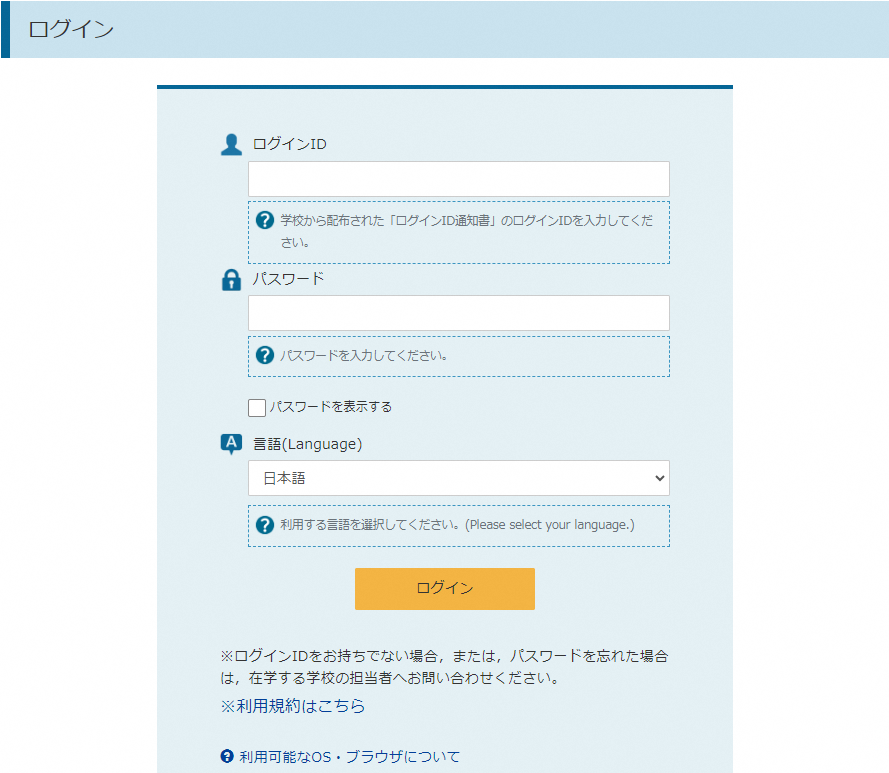 ログイン
ログインID
学校から配布された「ログインID通知書」のログインIDを入力してくだ
さい。
パスワード
パスワードを入力してください。
パスワードを表示する
言語(Language)
日本語
利用する言語を選択してください。(Please select your language.)
ログイン
※ログインIDをお持ちでない場合，または，パスワードを忘れた場合
は，在学する学校の担当者へお問い合わせください。
※利用規約はこちら
利用可能なOS・ブラウザについて